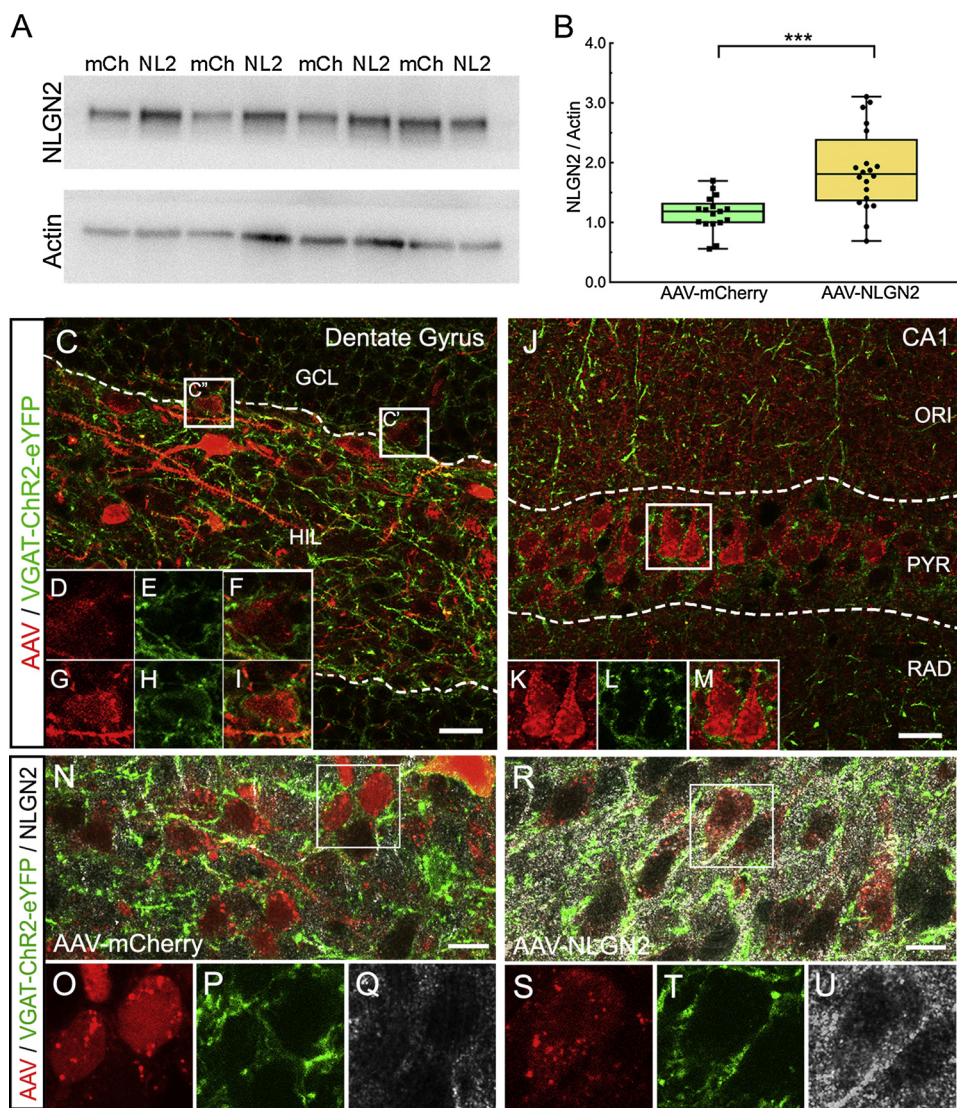 A
mCh NL2 mCh NL2 mCh NL2 mCh NL2
NLGN2
Actin
B
***
4.0
3.0
2.0
1.0
0.0
NLGN2 / Actin
AAV-mCherry AAV-NLGN2
AAV / VGAT-ChR2-eYFP
C Dentate Gyrus
GCL
C" C'
HIL
D E F
G H I
J CA1
ORI
PYR
RAD
K L M
AAV / VGAT-ChR2-eYFP / NLGN2
N
AAV-mCherry
O P Q
R
AAV-NLGN2
S T U